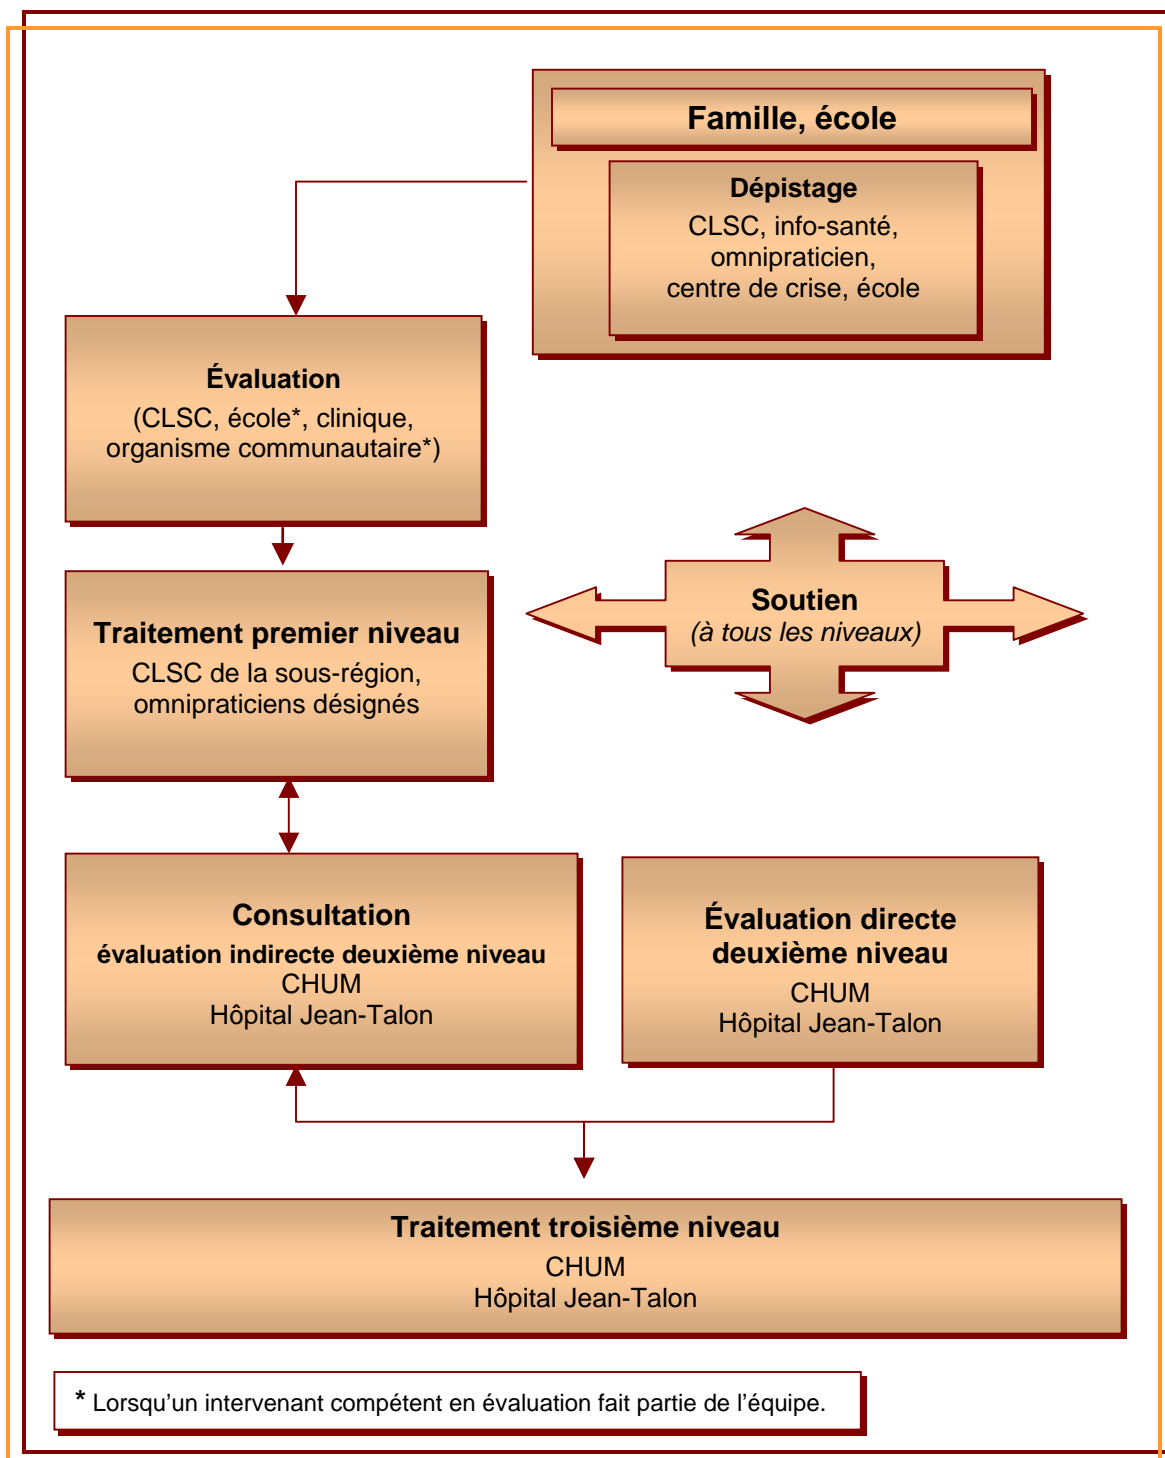 Famille, école
Dépistage
CLSC, info-santé,
omnipraticien,
centre de crise, école
Évaluation
(CLSC, école*, clinique,
organisme communautaire*)
Soutien
(à tous les niveaux)
Traitement premier niveau
CLSC de la sous-région,
omnipraticiens désignés
Consultation
évaluation indirecte deuxième niveau
CHUM
Hôpital Jean-Talon
Évaluation directe
deuxième niveau
CHUM
Hôpital Jean-Talon
Traitement troisième niveau
CHUM
Hôpital Jean-Talon
* Lorsqu’un intervenant compétent en évaluation fait partie de l’équipe.